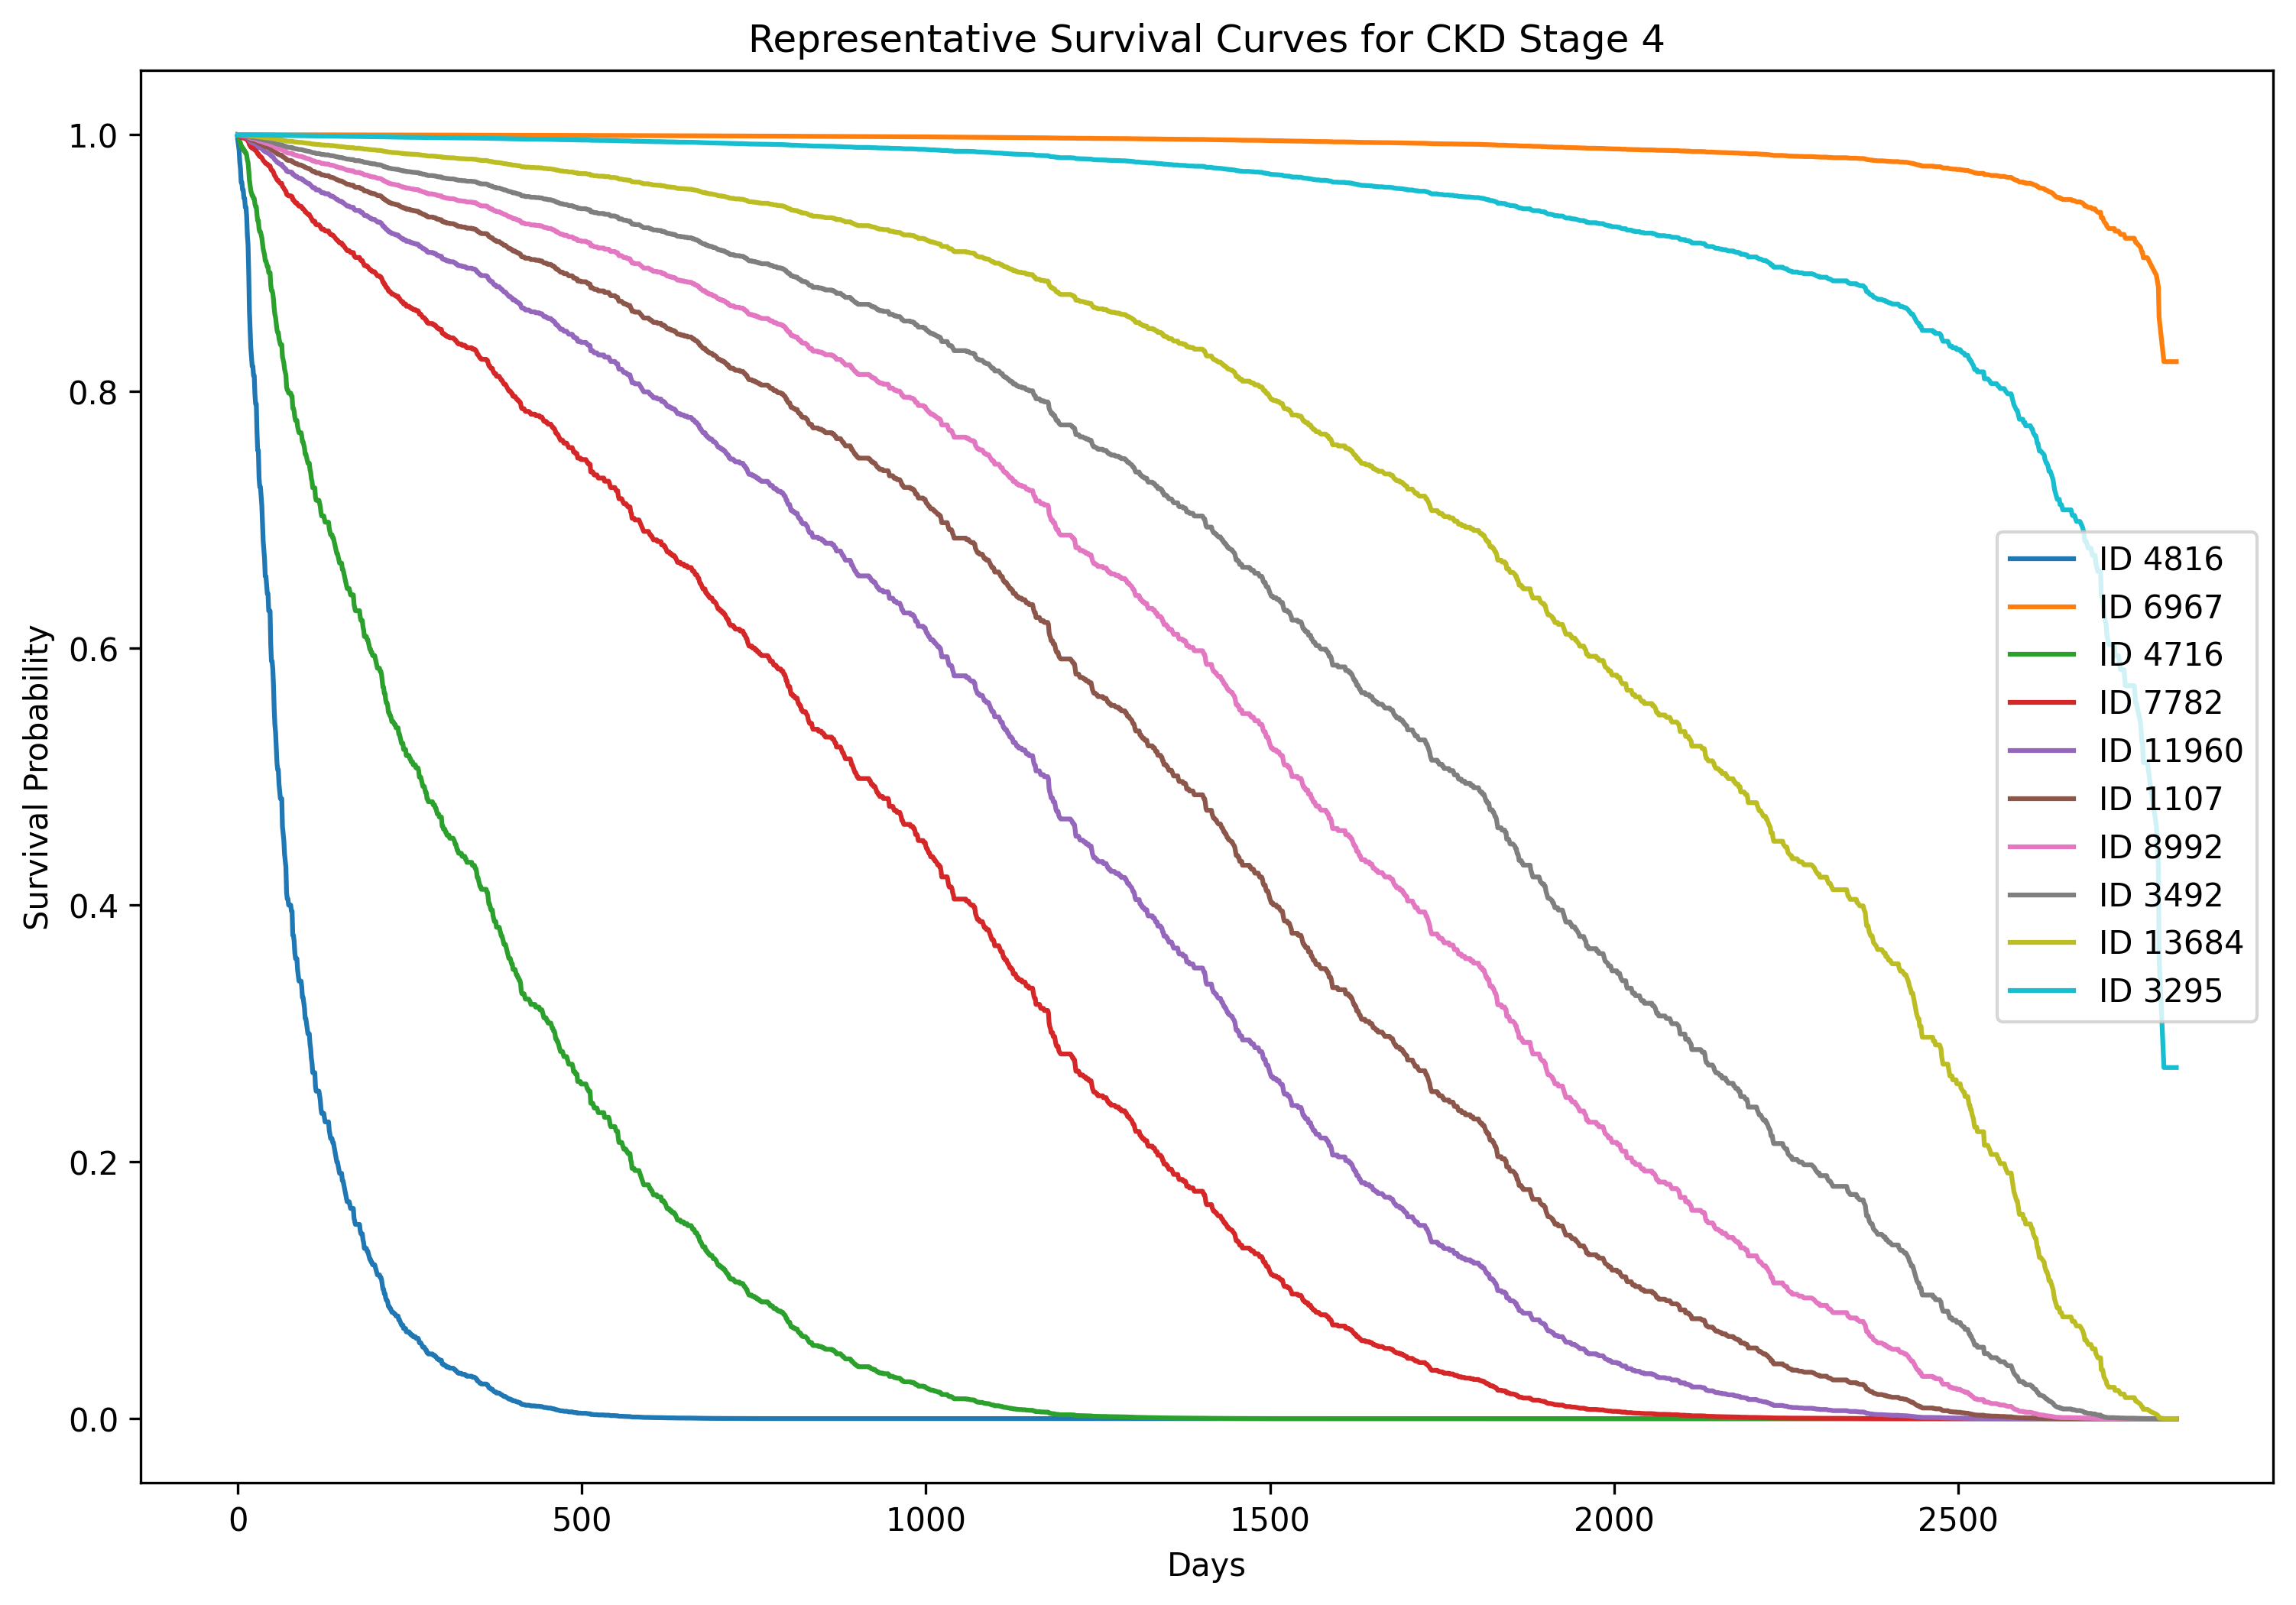 Representative Survival Curves for CKD Stage 4
Survival Probability
1.0
0.8
0.6
0.4
0.2
0.0
0
500
1000
1500
2000
2500
Days
ID 4816
ID 6967
ID 4716
ID 7782
ID 11960
ID 1107
ID 8992
ID 3492
ID 13684
ID 3295